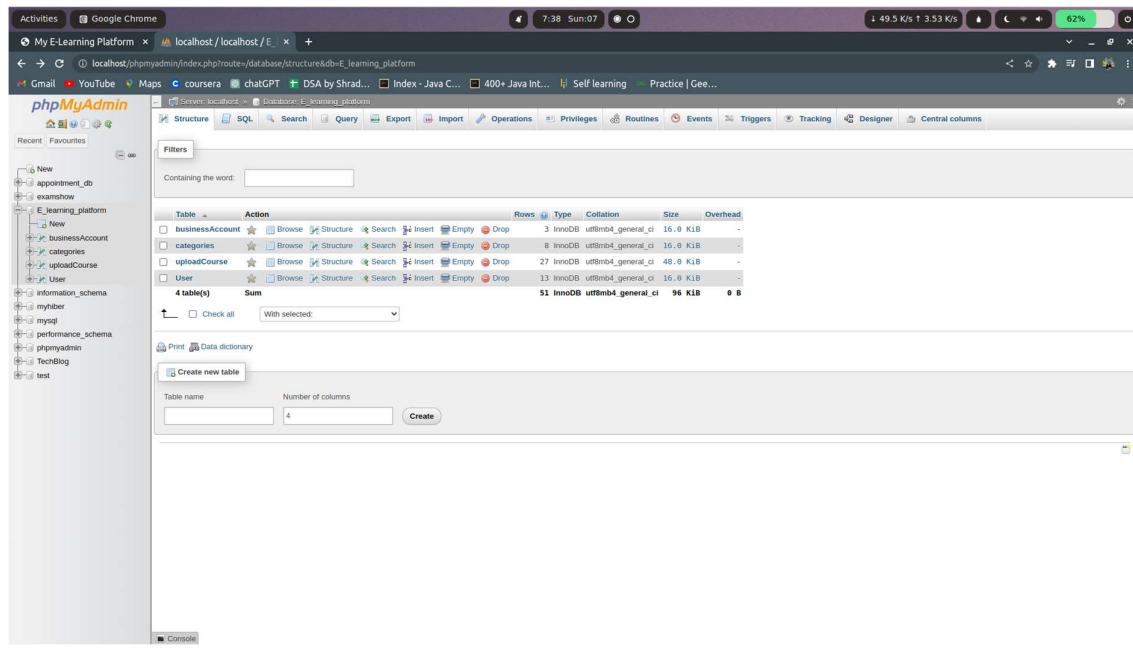 Activities Google Chrome 7:38 Sun:07 ↓ 49.5 K/s ↑ 3.53 K/s 62%
My E-Learning Platform × localhost / localhost / E_ × +
localhost/phpmyadmin/index.php?route=/database/structure&db=E_learning_platform
Gmail YouTube Maps coursera chatGPT DSA by Shrad... Index - Java C... 400+ Java Int... Self learning Practice | Gee...
phpMyAdmin
Recent Favourites
New
appointment_db
examshow
E_learning_platform
New
businessAccount
categories
uploadCourse
User
information_schema
myhiber
mysql
performance_schema
phpmyadmin
TechBlog
test
Server: localhost » Database: E_learning_platform
Structure SQL Search Query Export Import Operations Privileges Routines Events Triggers Tracking Designer Central columns
Filters
Containing the word:
Table Action Rows Type Collation Size Overhead
businessAccount Browse Structure Search Insert Empty Drop 3 InnoDB utf8mb4_general_ci 16.0 KiB -
categories Browse Structure Search Insert Empty Drop 8 InnoDB utf8mb4_general_ci 16.0 KiB -
uploadCourse Browse Structure Search Insert Empty Drop 27 InnoDB utf8mb4_general_ci 48.0 KiB -
User Browse Structure Search Insert Empty Drop 13 InnoDB utf8mb4_general_ci 16.0 KiB -
4 table(s) Sum 51 InnoDB utf8mb4_general_ci 96 KiB 0 B
Check all With selected:
Print Data dictionary
Create new table
Table name Number of columns
4 Create
Console